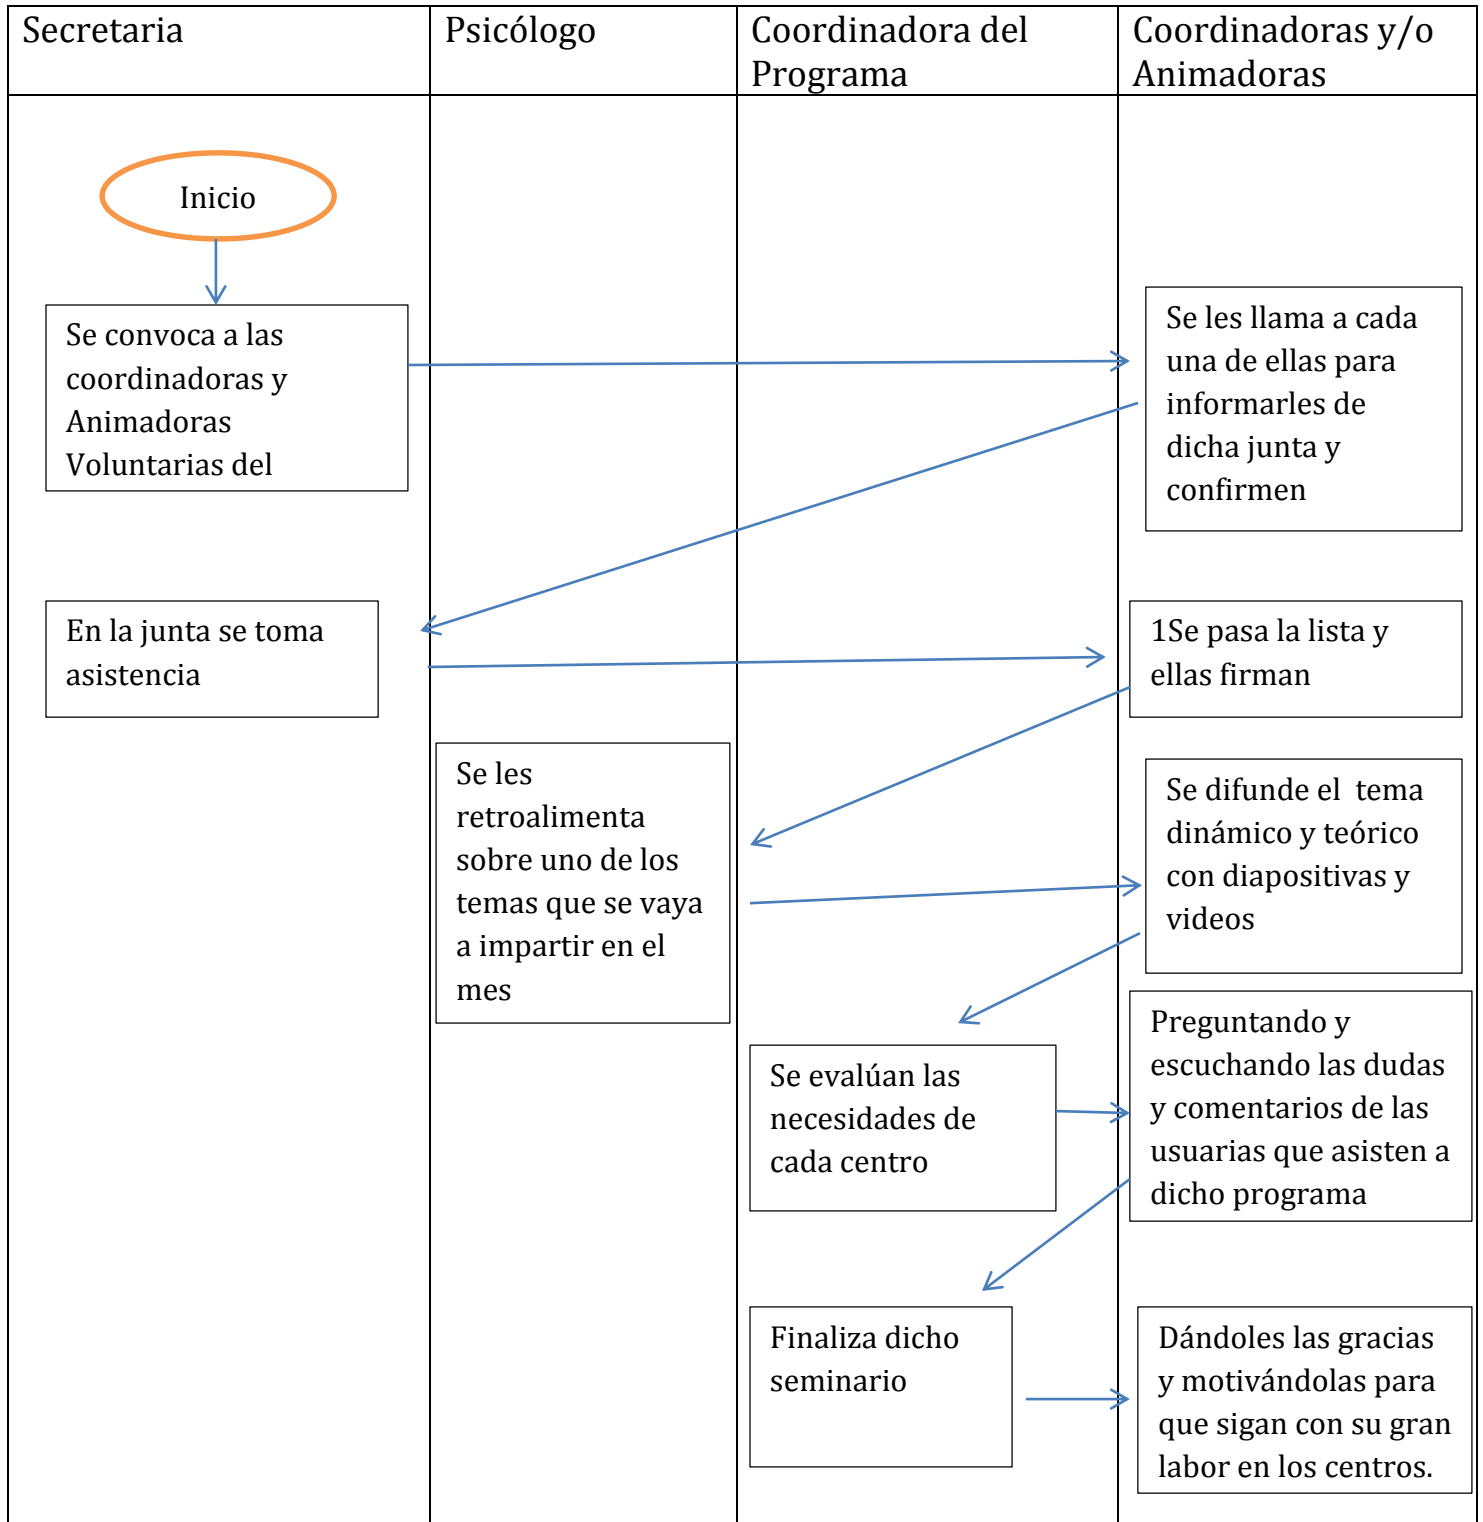 Secretaria
Psicólogo
Coordinadora del
Programa
Coordinadoras y/o
Animadoras
Inicio
Se convoca a las
coordinadoras y
Animadoras
Voluntarias del
Se les llama a cada
una de ellas para
informarles de
dicha junta y
confirmen
En la junta se toma
asistencia
1Se pasa la lista y
ellas firman
Se les
retroalimenta
sobre uno de los
temas que se vaya
a impartir en el
mes
Se difunde el  tema
dinámico y teórico
con diapositivas y
videos
Se evalúan las
necesidades de
cada centro
Preguntando y
escuchando las dudas
y comentarios de las
usuarias que asisten a
dicho programa
Finaliza dicho
seminario
Dándoles las gracias
y motivándolas para
que sigan con su gran
labor en los centros.